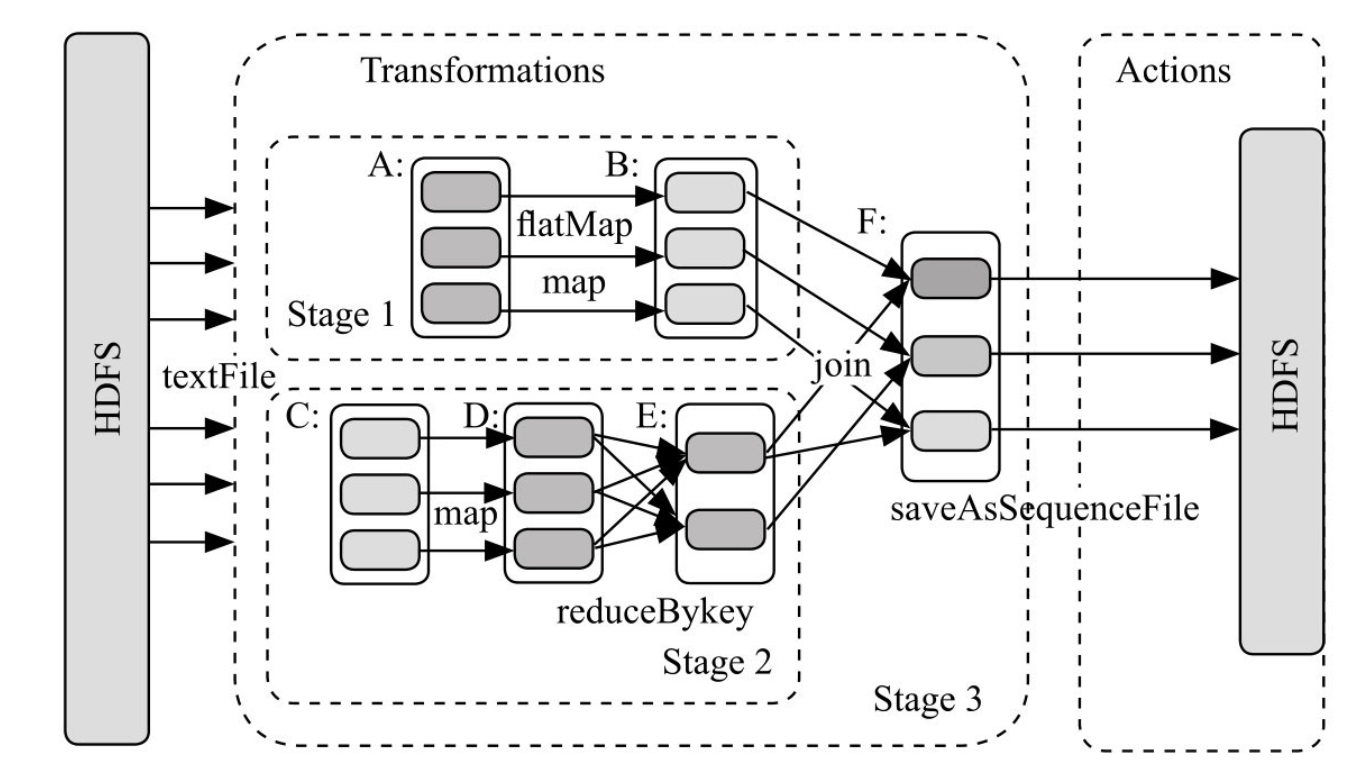 Transformations
Actions
A:
B:
flatMap
map
Stage 1
F:
HDFS
textFile
join
HDFS
C:
D:
E:
map
saveAsSequenceFile
reduceBykey
Stage 2
Stage 3